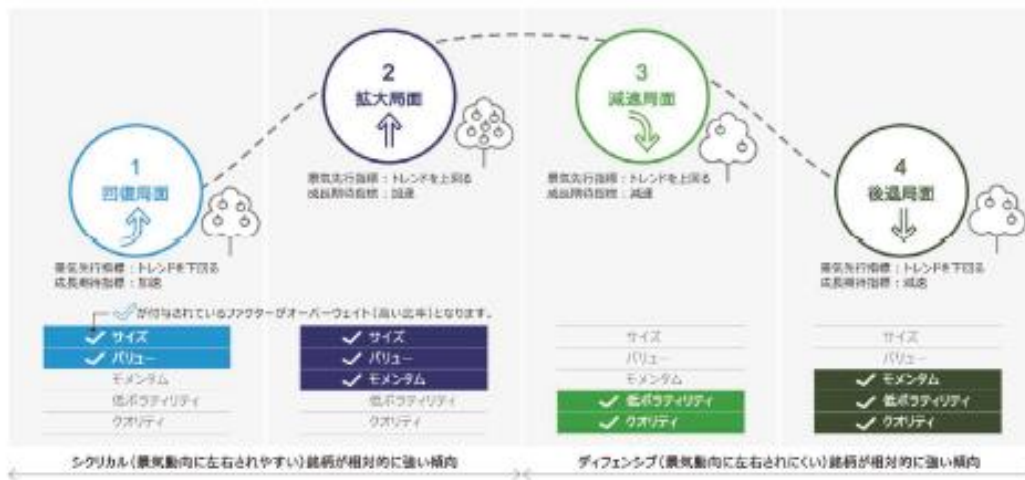 1
回復局面
景気先行指標：トレンドを下回る
成長期待指標：加速
2
拡大局面
景気先行指標：トレンドを上回る
成長期待指標：加速
3
減速局面
景気先行指標：トレンドを上回る
成長期待指標：減速
4
後退局面
景気先行指標：トレンドを下回る
成長期待指標：減速
が付与されているファクターがオーバーウェイト（高い比率）となります。
サイズ
バリュー
モメンタム
低ボラティリティ
クオリティ
サイズ
バリュー
モメンタム
低ボラティリティ
クオリティ
サイズ
バリュー
モメンタム
低ボラティリティ
クオリティ
サイズ
バリュー
モメンタム
低ボラティリティ
クオリティ
シクリカル（景気動向に左右されやすい）銘柄が相対的に強い傾向
ディフェンシブ（景気動向に左右されにくい）銘柄が相対的に強い傾向